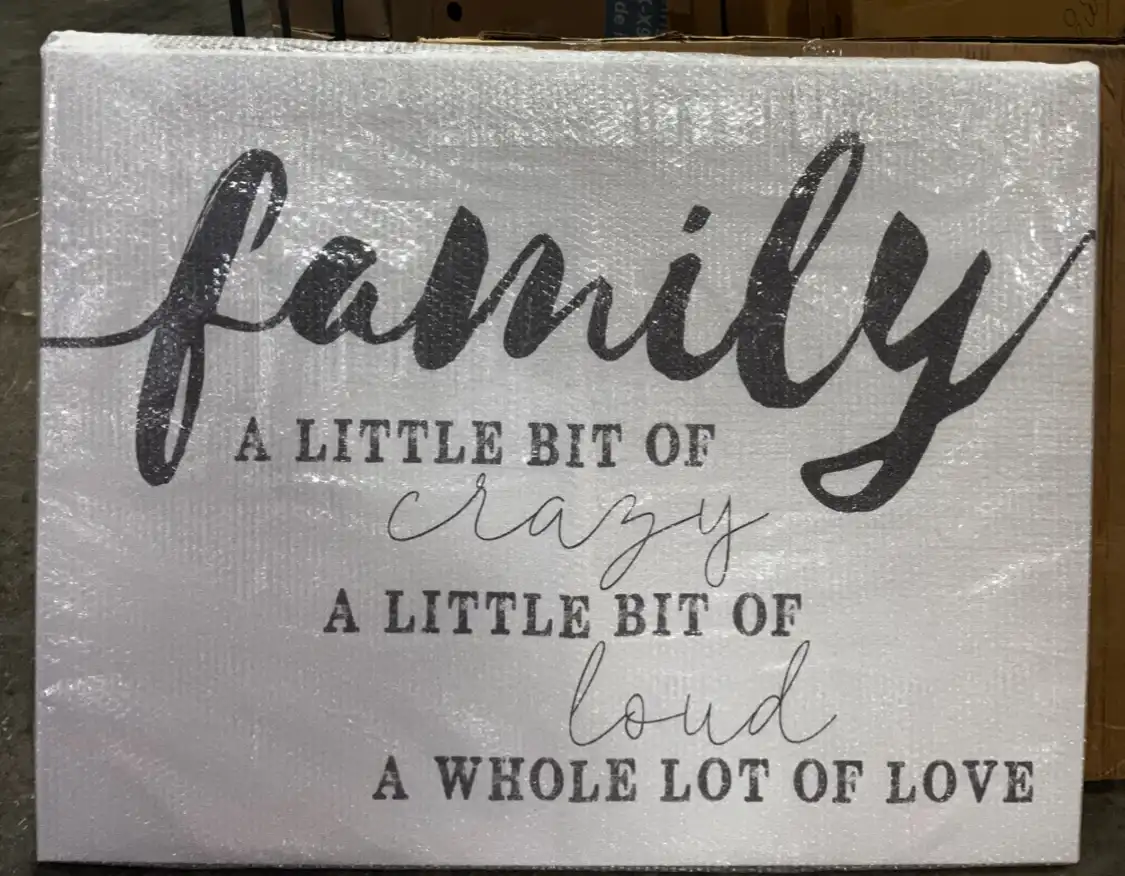 family
A LITTLE BIT OF
crazy
A LITTLE BIT OF
loud
A WHOLE LOT OF LOVE